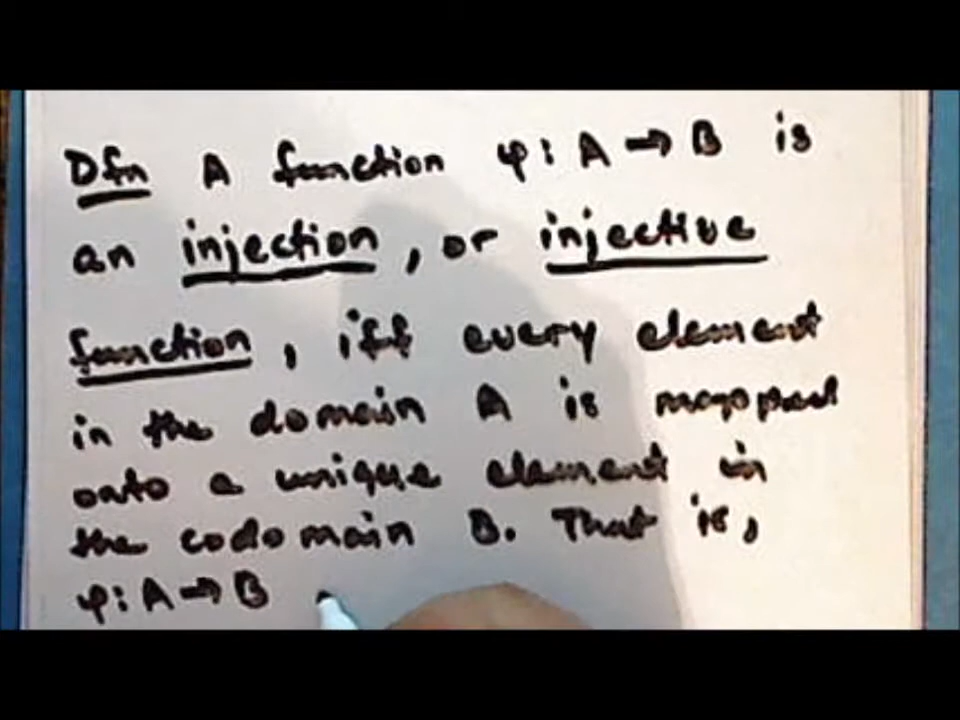 Dfn A function φ: A → B is
an injection, or injective
function, iff every element
in the domain A is mapped
onto a unique element in
the codomain B. That is,
φ: A → B